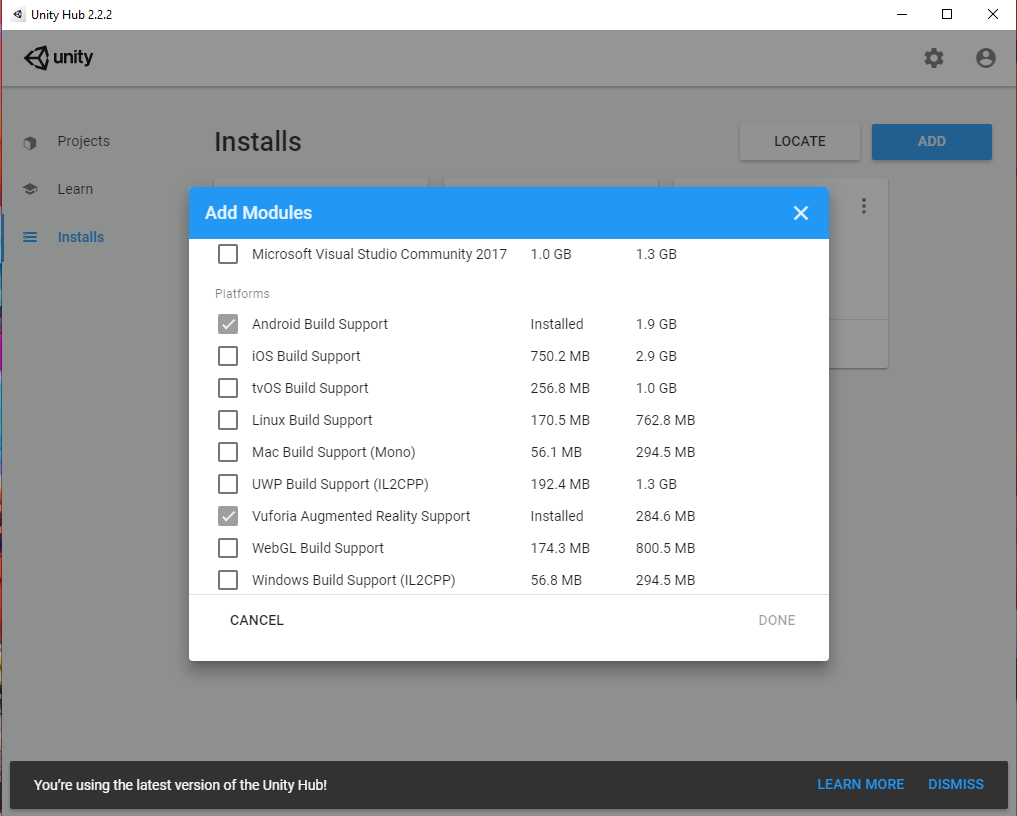 Unity Hub 2.2.2
unity
Projects
Learn
Installs
Installs
LOCATE
ADD
Add Modules
Microsoft Visual Studio Community 2017 1.0 GB 1.3 GB
Platforms
Android Build Support Installed 1.9 GB
iOS Build Support 750.2 MB 2.9 GB
tvOS Build Support 256.8 MB 1.0 GB
Linux Build Support 170.5 MB 762.8 MB
Mac Build Support (Mono) 56.1 MB 294.5 MB
UWP Build Support (IL2CPP) 192.4 MB 1.3 GB
Vuforia Augmented Reality Support Installed 284.6 MB
WebGL Build Support 174.3 MB 800.5 MB
Windows Build Support (IL2CPP) 56.8 MB 294.5 MB
CANCEL DONE
You’re using the latest version of the Unity Hub! LEARN MORE DISMISS